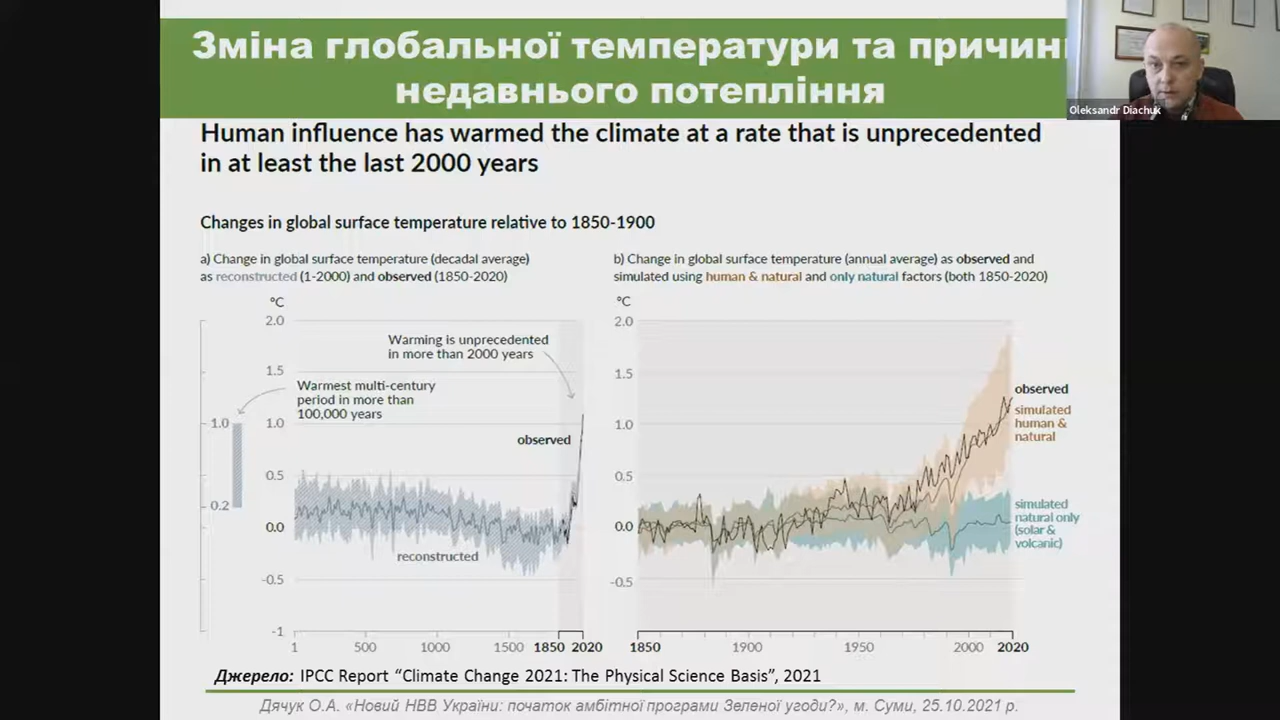 Зміна глобальної температури та причини
недавнього потепління
Oleksandr Diachuk
Human influence has warmed the climate at a rate that is unprecedented
in at least the last 2000 years
Changes in global surface temperature relative to 1850-1900
a) Change in global surface temperature (decadal average)
as reconstructed (1-2000) and observed (1850-2020)
°C
2.0
1.5
1.0
0.5
0.0
-0.5
-1
1.0
0.2
Warming is unprecedented
in more than 2000 years
Warmest multi-century
period in more than
100,000 years
observed
reconstructed
1 500 1000 1500 1850 2020
b) Change in global surface temperature (annual average) as observed and
simulated using human & natural and only natural factors (both 1850-2020)
°C
2.0
1.5
1.0
0.5
0.0
-0.5
observed
simulated
human &
natural
simulated
natural only
(solar &
volcanic)
1850 1900 1950 2000 2020
Джерело: IPCC Report “Climate Change 2021: The Physical Science Basis”, 2021
Дячук О.А. «Новий НВВ України: початок амбітної програми Зеленої угоди?», м. Суми, 25.10.2021 р.